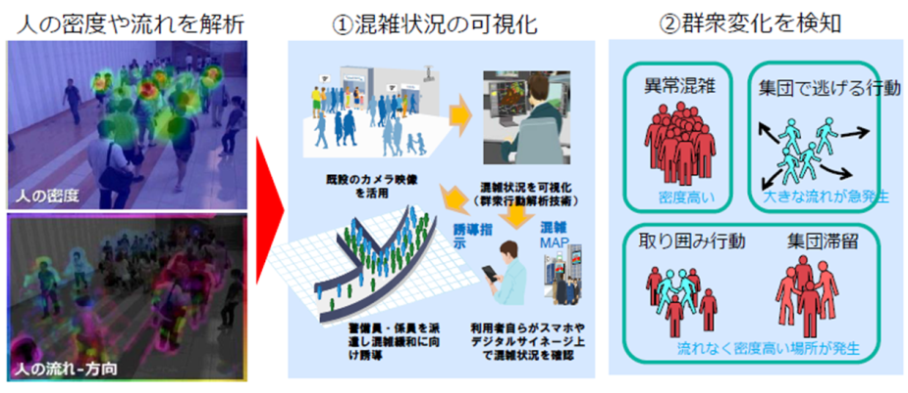 人の密度や流れを解析
人の密度
人の流れ-方向
①混雑状況の可視化
既設のカメラ映像
を活用
混雑状況を可視化
(群衆行動解析技術)
誘導指
示
混雑
MAP
警備員・係員を派
遣し混雑緩和に向
け誘導
利用者自らがスマホや
デジタルサイネージ上
で混雑状況を確認
②群衆変化を検知
異常混雑
密度高い
集団で逃げる行動
大きな流れが急発生
取り囲み行動
集団滞留
流れなく密度高い場所が発生